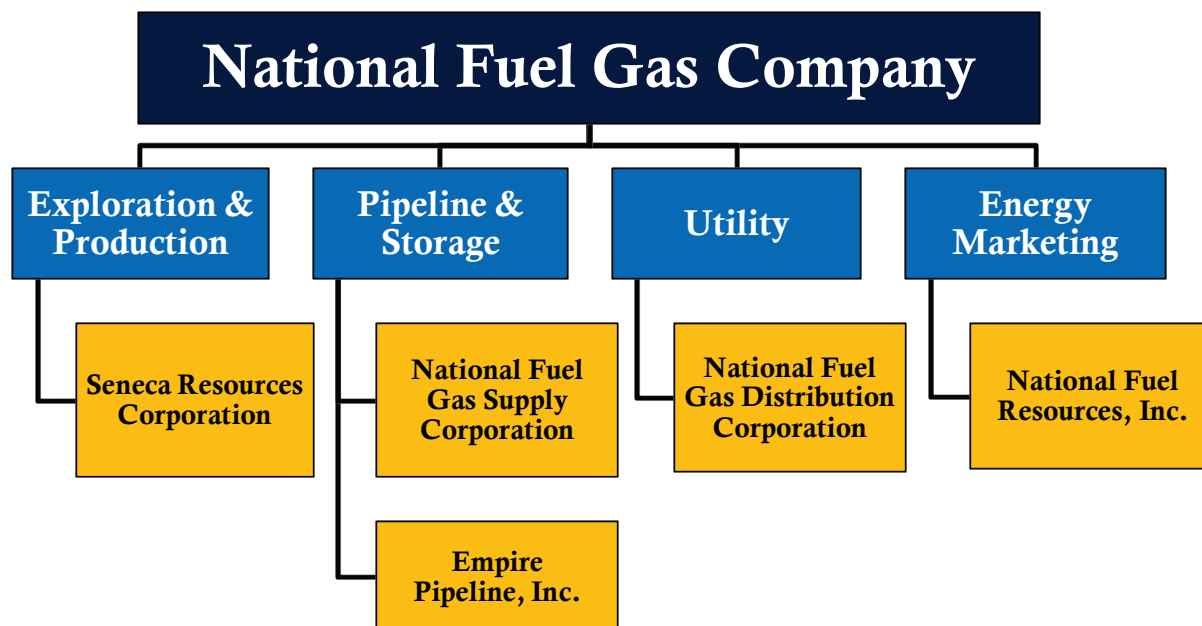 National Fuel Gas Company
Exploration &
Production
Pipeline &
Storage
Utility
Energy
Marketing
Seneca Resources
Corporation
National Fuel
Gas Supply
Corporation
National Fuel
Gas Distribution
Corporation
National Fuel
Resources, Inc.
Empire
Pipeline, Inc.